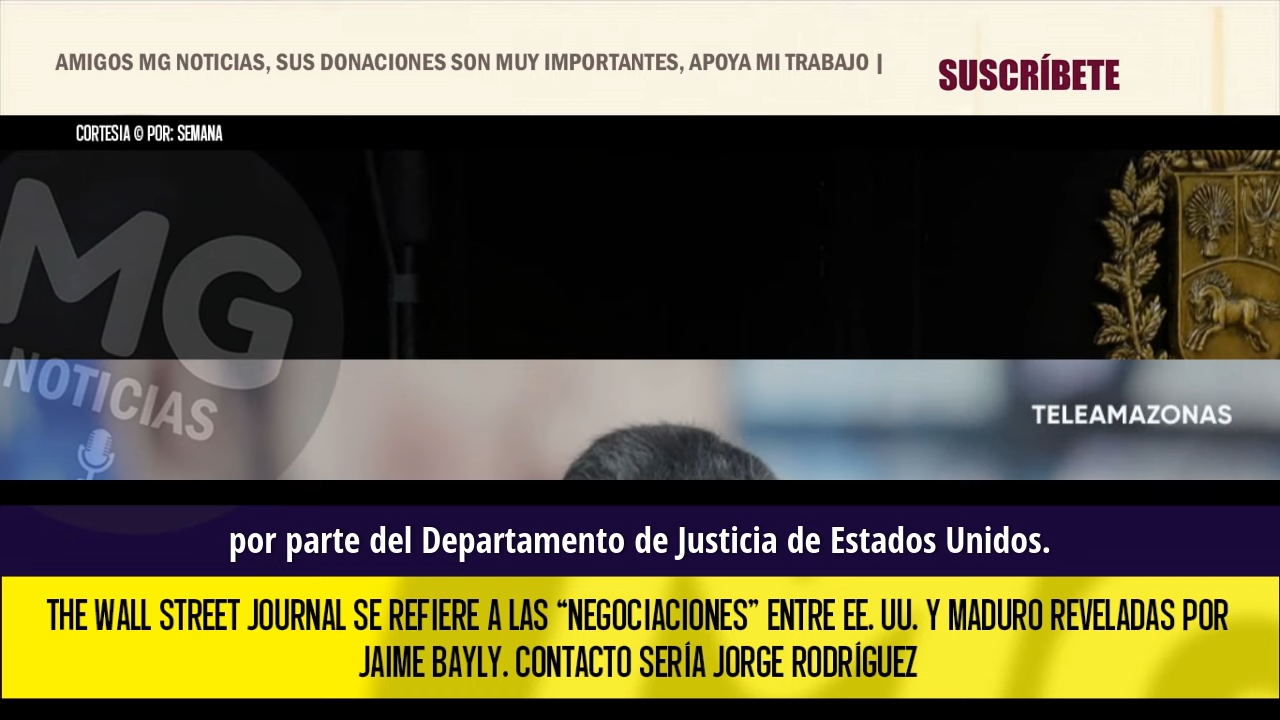 AMIGOS MG NOTICIAS, SUS DONACIONES SON MUY IMPORTANTES, APOYA MI TRABAJO |
SUSCRÍBETE
CORTESIA © POR: SEMANA
MG
NOTICIAS
TELEAMAZONAS
por parte del Departamento de Justicia de Estados Unidos.
THE WALL STREET JOURNAL SE REFIERE A LAS “NEGOCIACIONES” ENTRE EE. UU. Y MADURO REVELADAS POR
JAIME BAYLY. CONTACTO SERÍA JORGE RODRÍGUEZ